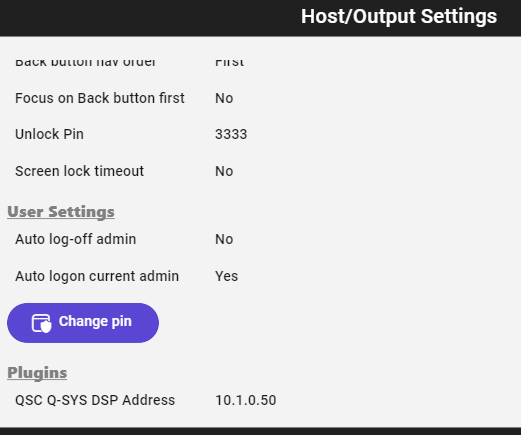 Host/Output Settings
Back button nav order First
Focus on Back button first No
Unlock Pin 3333
Screen lock timeout No
User Settings
Auto log-off admin No
Auto logon current admin Yes
Change pin
Plugins
QSC Q-SYS DSP Address 10.1.0.50